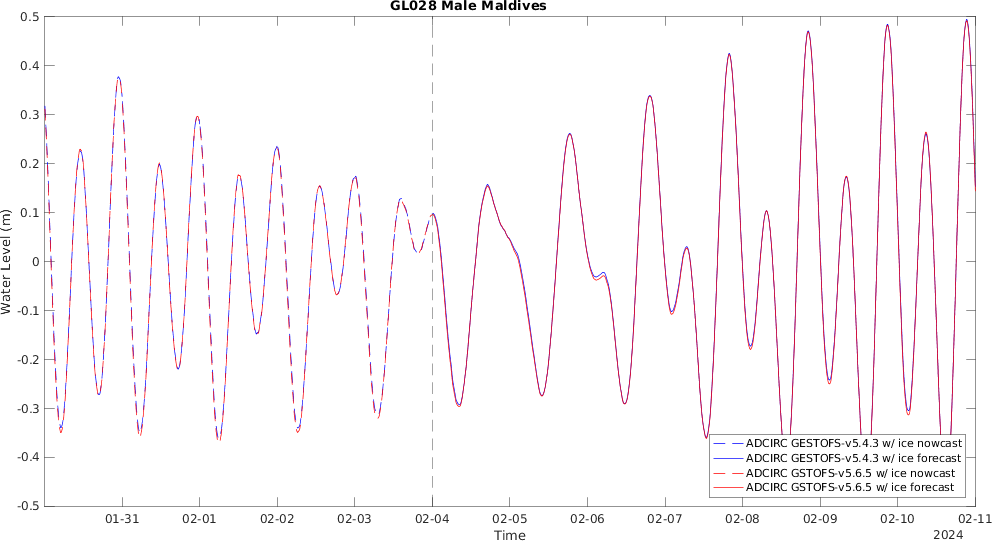 GL028 Male Maldives
0.5
0.4
0.3
0.2
0.1
0
-0.1
-0.2
-0.3
-0.4
-0.5
Water Level (m)
ADCIRC GESTOFS-v5.4.3 w/ ice nowcast
ADCIRC GESTOFS-v5.4.3 w/ ice forecast
ADCIRC GSTOFS-v5.6.5 w/ ice nowcast
ADCIRC GSTOFS-v5.6.5 w/ ice forecast
01-31 02-01 02-02 02-03 02-04 02-05 02-06 02-07 02-08 02-09 02-10 02-11
Time
2024